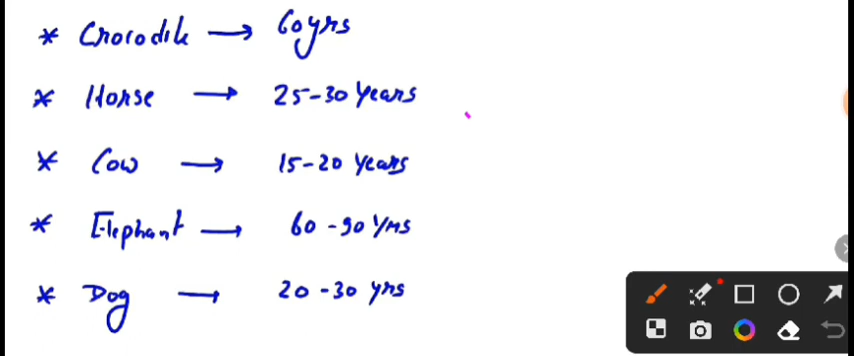 * Crocodile → 60yrs
* Horse → 25-30 Years
* Cow → 15-20 Years
* Elephant → 60-90 Yrs
* Dog → 20-30 yrs